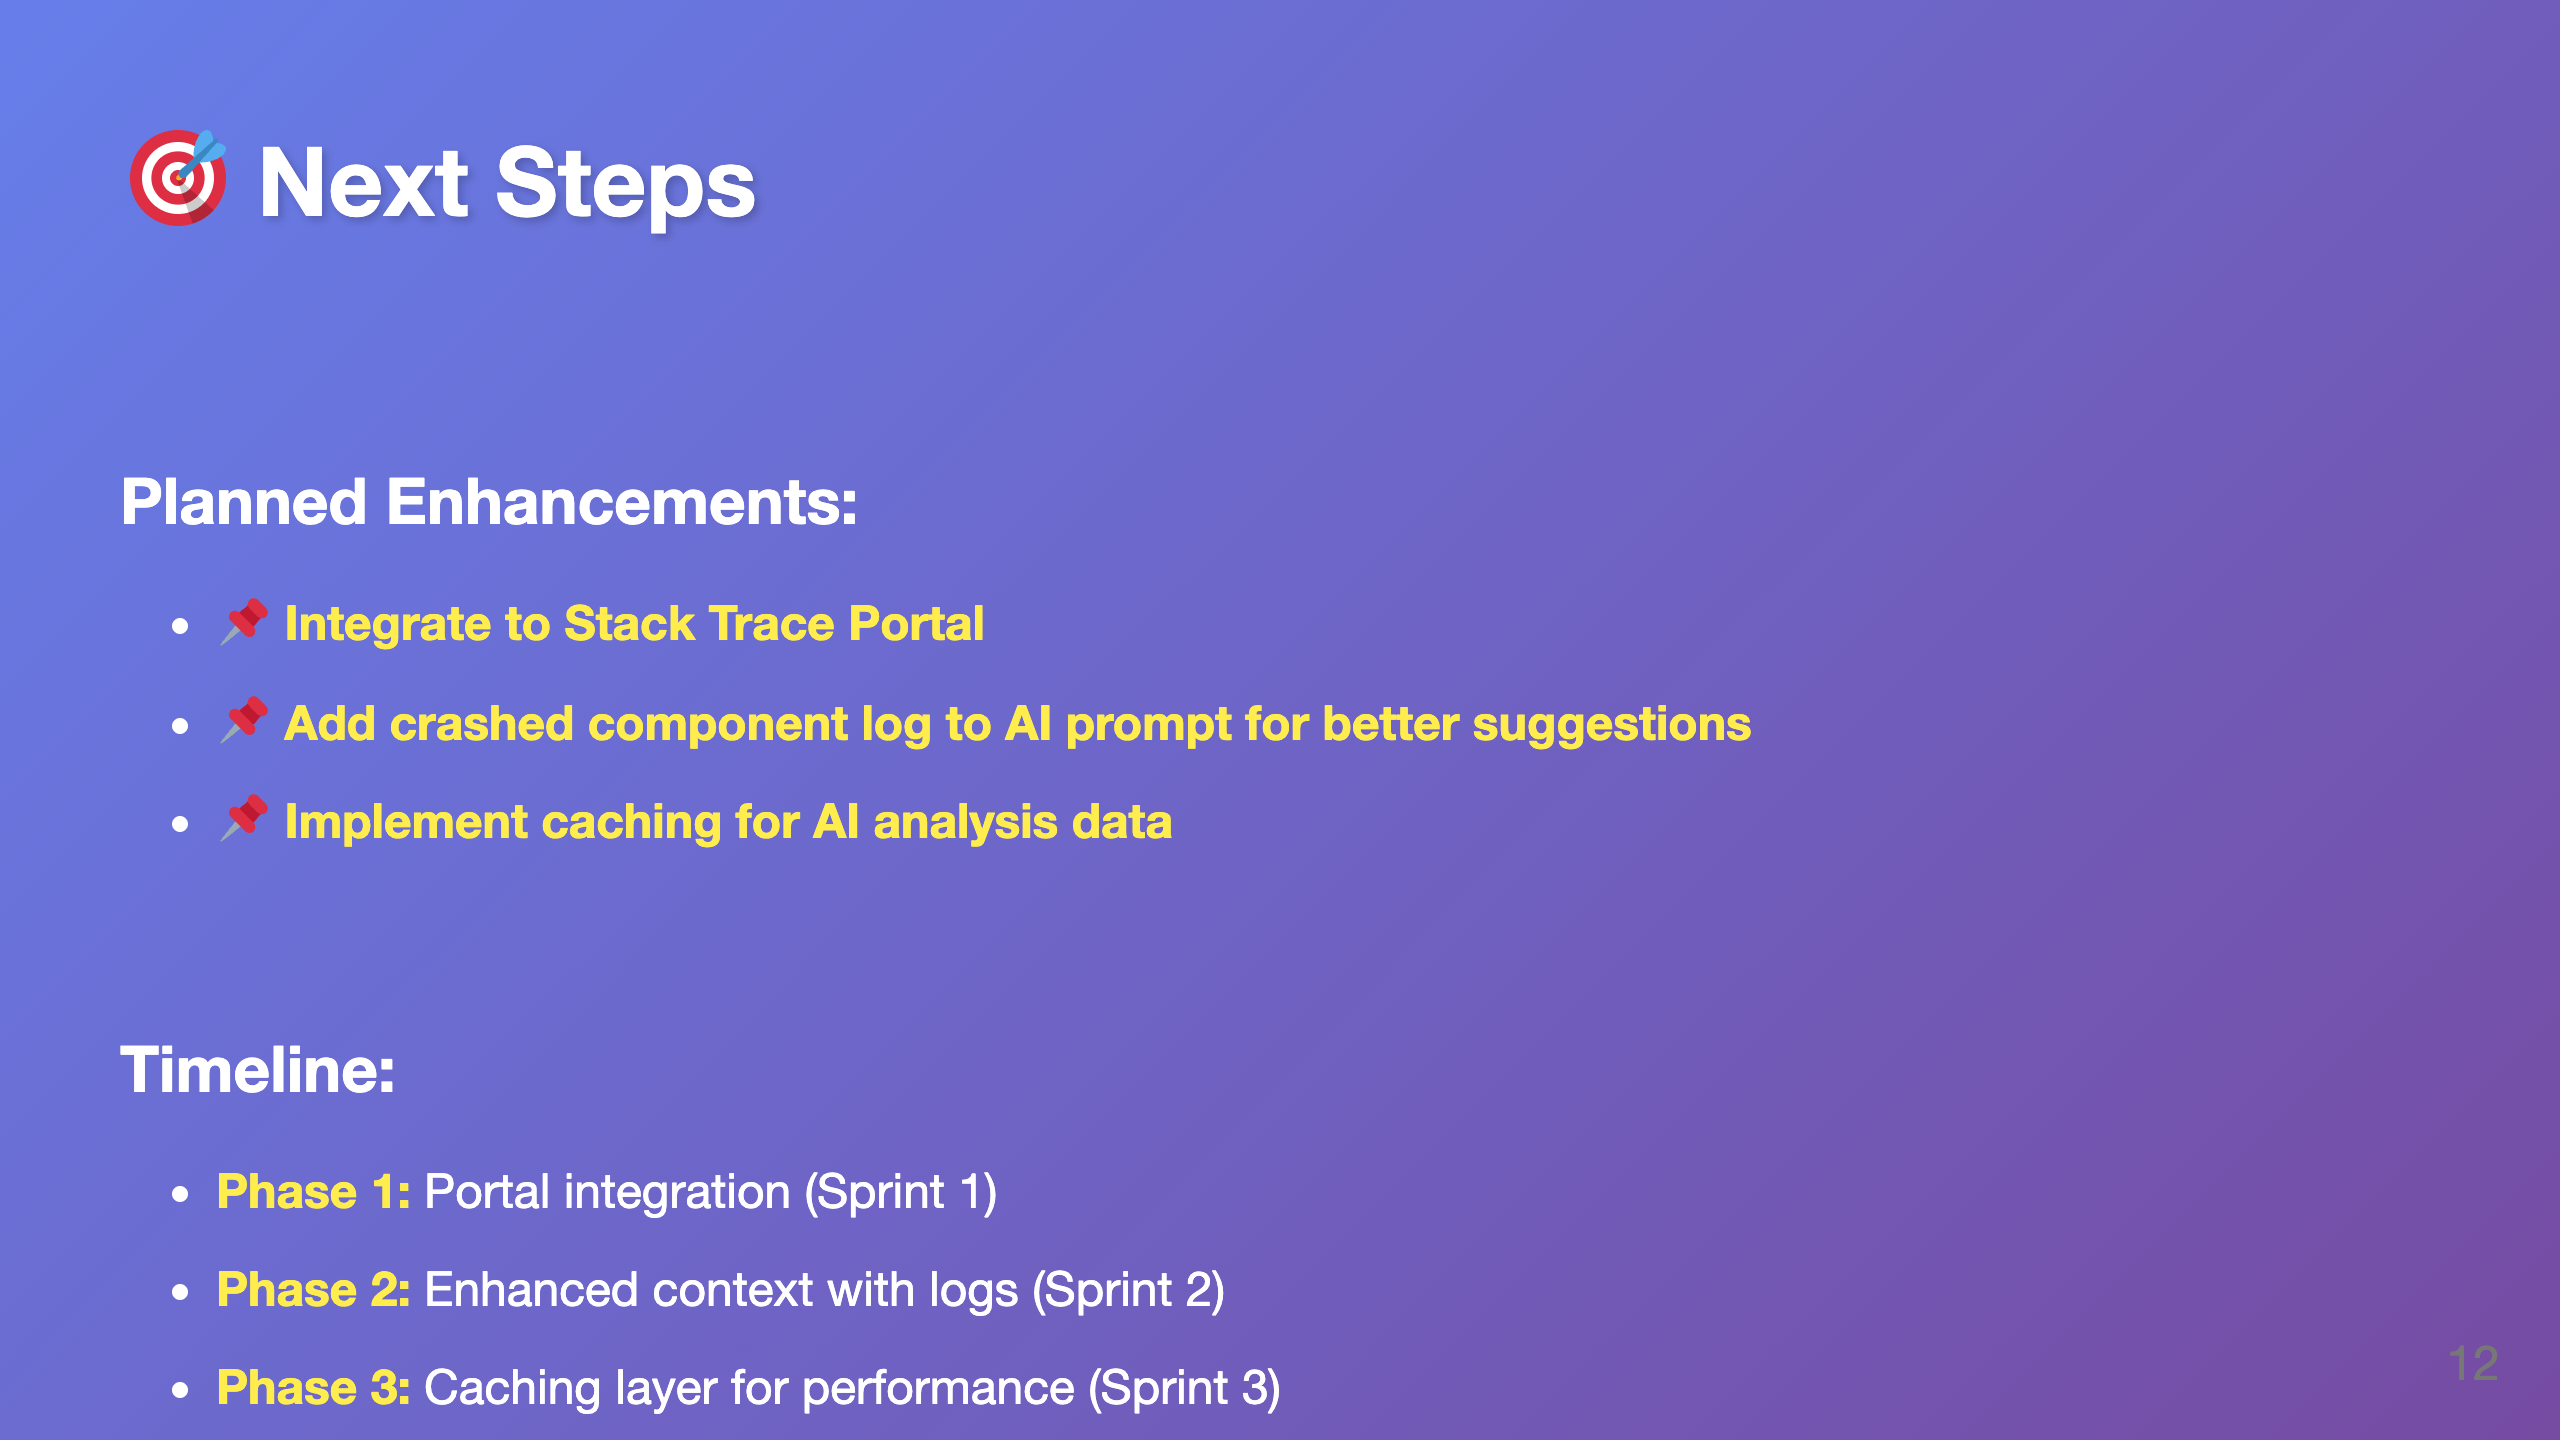 🎯 Next Steps
Planned Enhancements:
• 📌 Integrate to Stack Trace Portal
• 📌 Add crashed component log to AI prompt for better suggestions
• 📌 Implement caching for AI analysis data
Timeline:
• Phase 1: Portal integration (Sprint 1)
• Phase 2: Enhanced context with logs (Sprint 2)
• Phase 3: Caching layer for performance (Sprint 3)
12